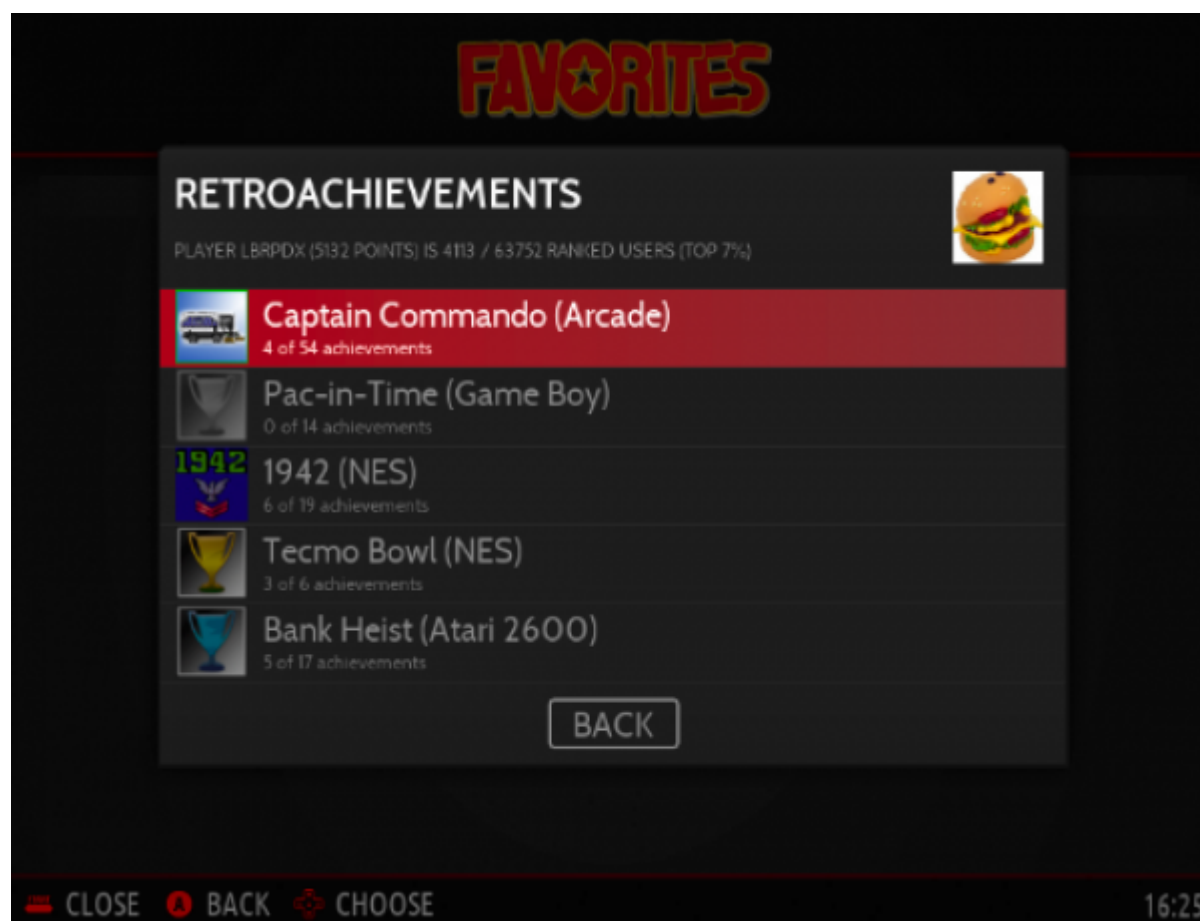 FAVORITES
RETROACHIEVEMENTS
PLAYER LBRPDX (5132 POINTS) IS 4113 / 63752 RANKED USERS (TOP 7%)
Captain Commando (Arcade)
4 of 54 achievements
Pac-in-Time (Game Boy)
0 of 14 achievements
1942
1942 (NES)
6 of 19 achievements
Tecmo Bowl (NES)
3 of 6 achievements
Bank Heist (Atari 2600)
5 of 17 achievements
BACK
CLOSE A BACK CHOOSE 16:25